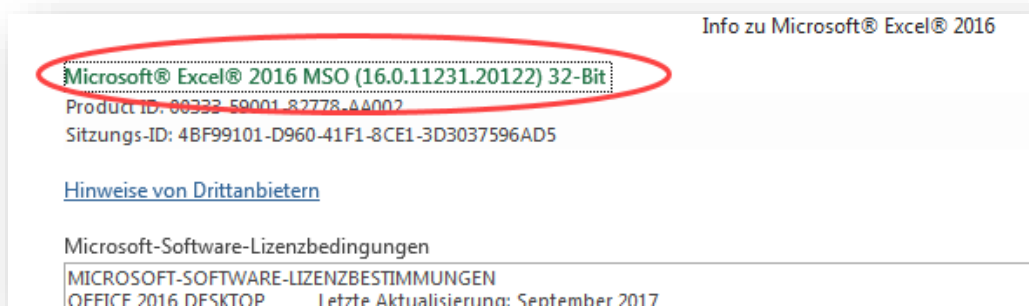 Info zu Microsoft® Excel® 2016
Microsoft® Excel® 2016 MSO (16.0.11231.20122) 32-Bit
Product ID: 00333-59001-82778-AA002
Sitzungs-ID: 4BF99101-D960-41F1-8CE1-3D3037596AD5
Hinweise von Drittanbietern
Microsoft-Software-Lizenzbedingungen
MICROSOFT-SOFTWARE-LIZENZBESTIMMUNGEN
OFFICE 2016 DESKTOP Letzte Aktualisierung: September 2017